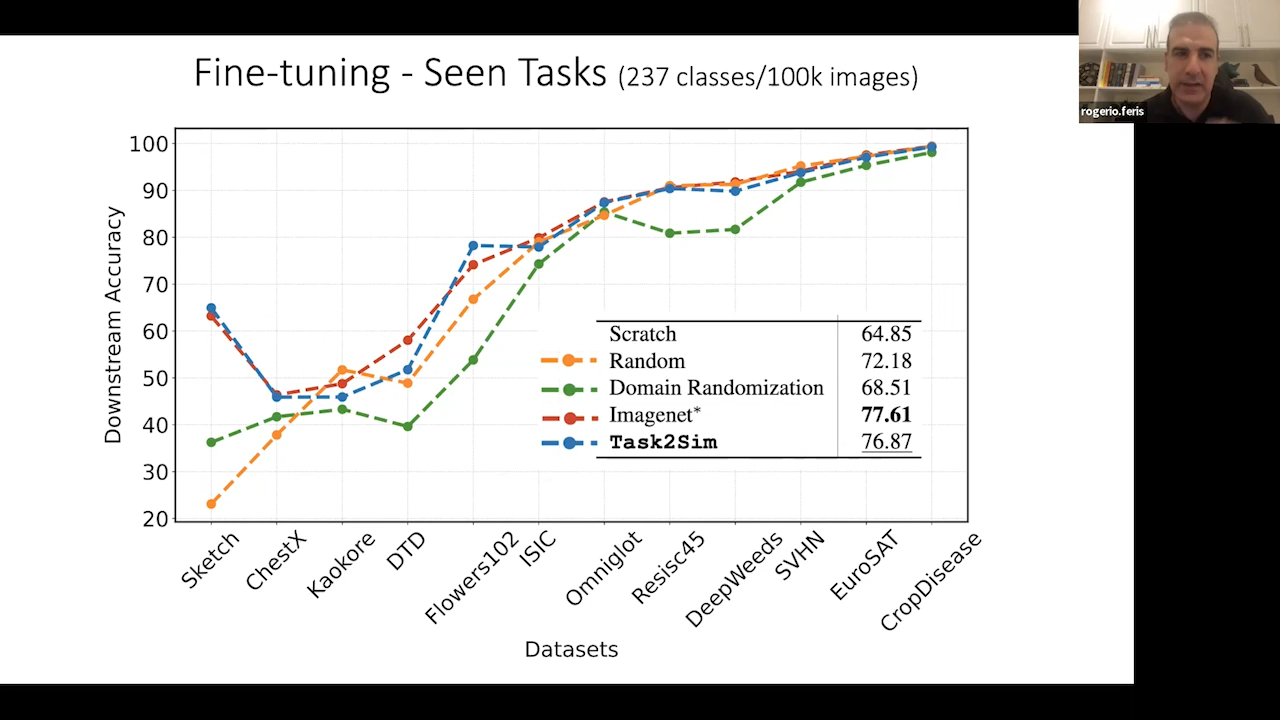 Fine-tuning - Seen Tasks (237 classes/100k images)
rogerio.feris
100
90
80
70
60
50
40
30
20
Downstream Accuracy
Scratch 64.85
Random 72.18
Domain Randomization 68.51
Imagenet* 77.61
Task2Sim 76.87
Sketch
ChestX
Kaokore
DTD
Flowers102
ISIC
Omniglot
Resisc45
DeepWeeds
SVHN
EuroSAT
CropDisease
Datasets